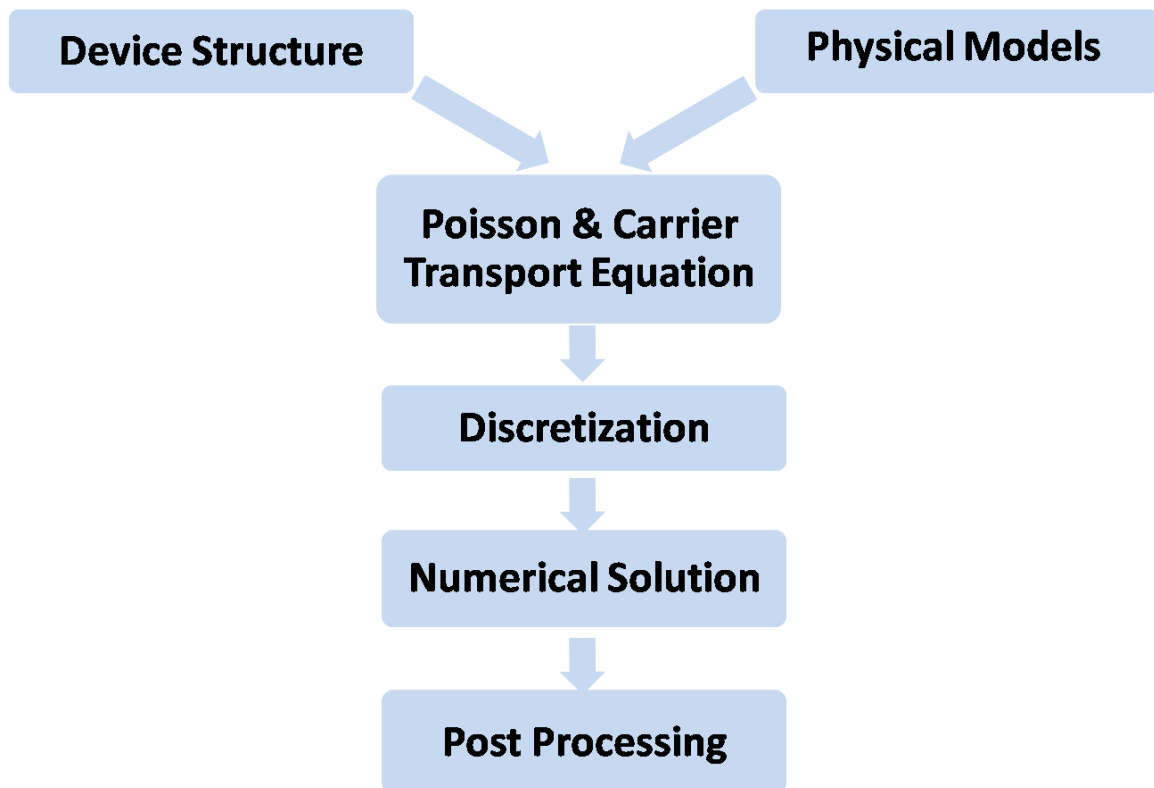 Device Structure
Physical Models
Poisson & Carrier
Transport Equation
Discretization
Numerical Solution
Post Processing